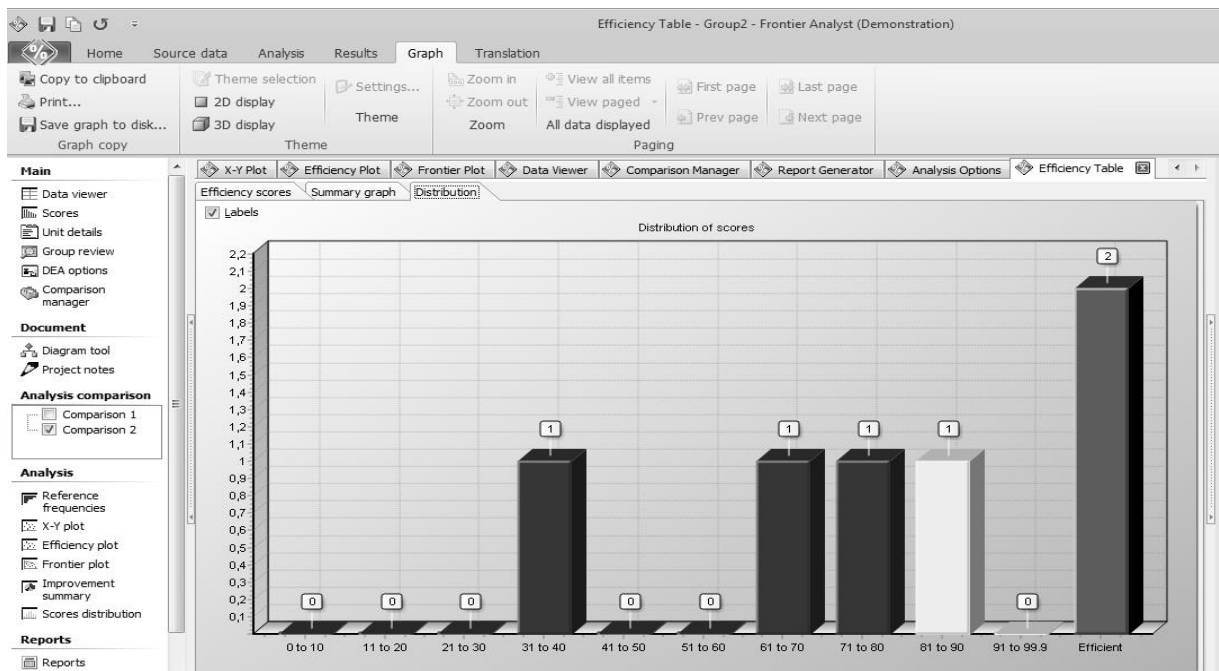 Efficiency Table - Group2 - Frontier Analyst (Demonstration)
Home Source data Analysis Results Graph Translation
Copy to clipboard
Print...
Save graph to disk...
Graph copy
Theme selection
2D display
3D display
Settings...
Theme
Theme
Zoom in
Zoom out
Zoom
View all items
View paged
All data displayed
First page
Prev page
Last page
Next page
Paging
Main
Data viewer
Scores
Unit details
Group review
DEA options
Comparison
manager
Document
Diagram tool
Project notes
Analysis comparison
Comparison 1
Comparison 2
Analysis
Reference
frequencies
X-Y plot
Efficiency plot
Frontier plot
Improvement
summary
Scores distribution
Reports
Reports
X-Y Plot Efficiency Plot Frontier Plot Data Viewer Comparison Manager Report Generator Analysis Options Efficiency Table
Efficiency scores Summary graph Distribution
Labels
Distribution of scores
2,2
2,1
2
1,9
1,8
1,7
1,6
1,5
1,4
1,3
1,2
1,1
1
0,9
0,8
0,7
0,6
0,5
0,4
0,3
0,2
0,1
0 0 0 1 0 0 1 1 1 0 2
0 to 10 11 to 20 21 to 30 31 to 40 41 to 50 51 to 60 61 to 70 71 to 80 81 to 90 91 to 99.9 Efficient